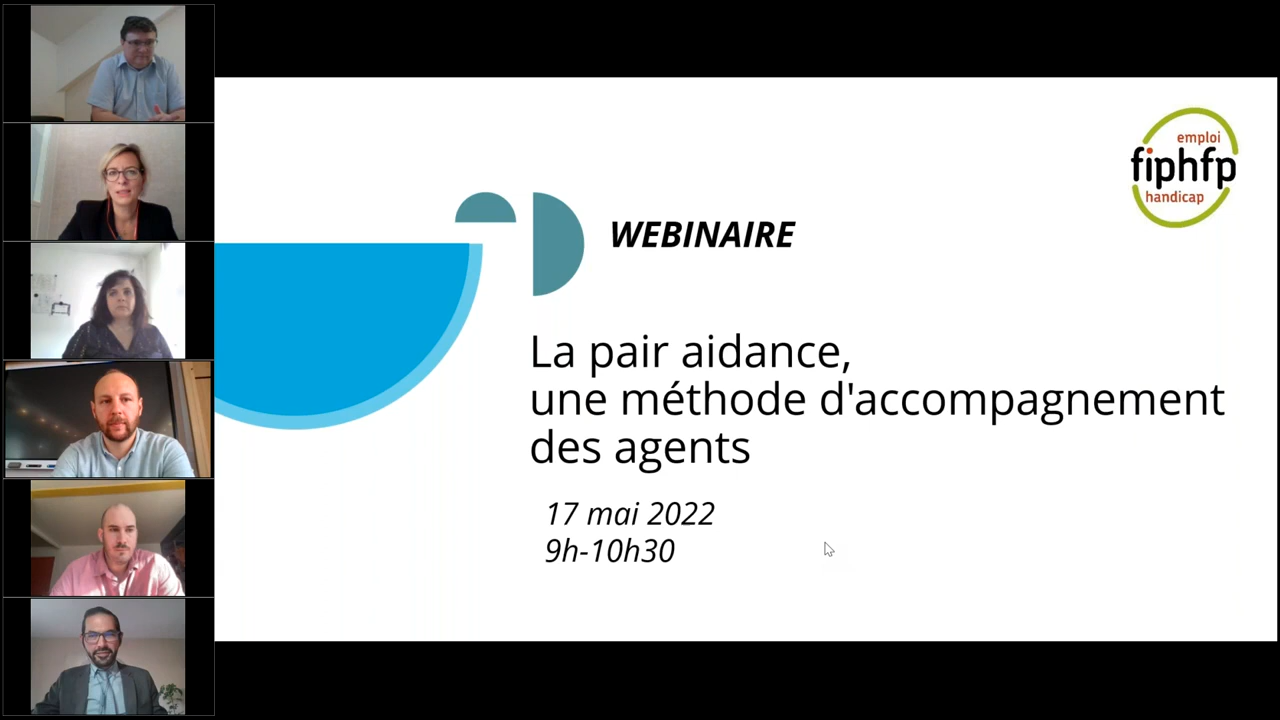 emploi
fiphfp
handicap
WEBINAIRE
La pair aidance,
une méthode d'accompagnement
des agents
17 mai 2022
9h-10h30